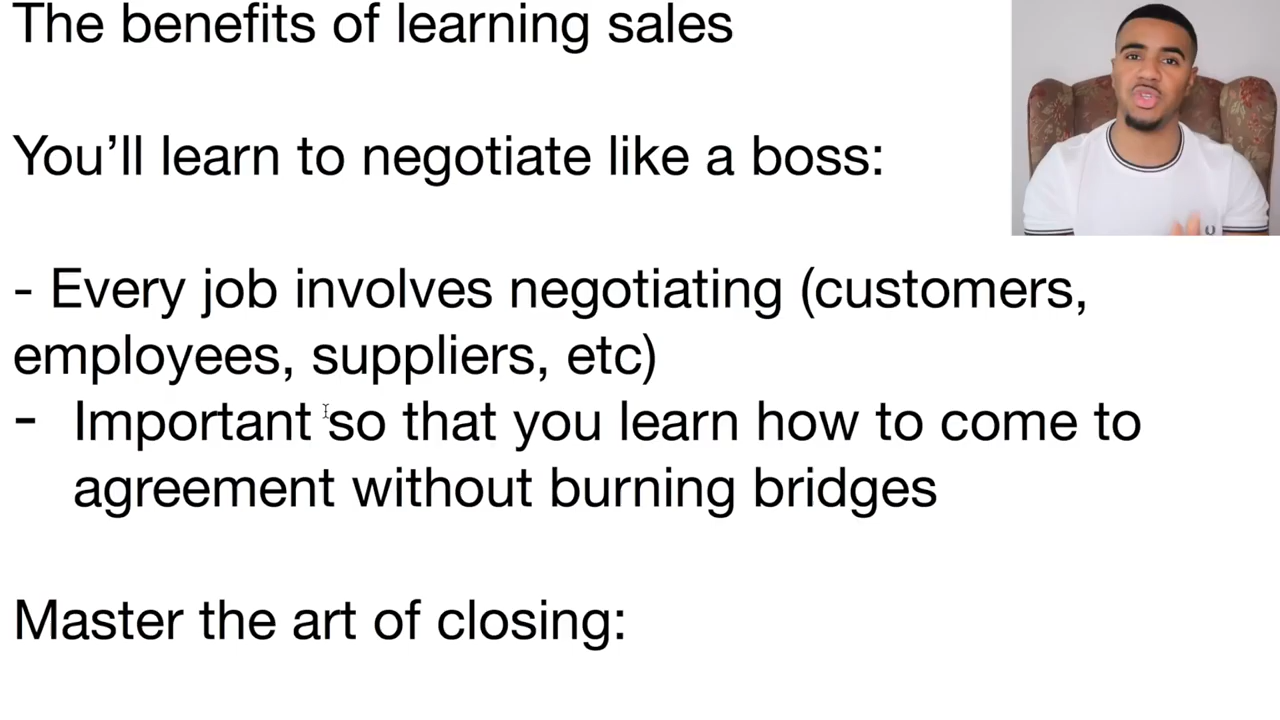 The benefits of learning sales
You’ll learn to negotiate like a boss:
- Every job involves negotiating (customers,
employees, suppliers, etc)
- Important so that you learn how to come to
agreement without burning bridges
Master the art of closing: